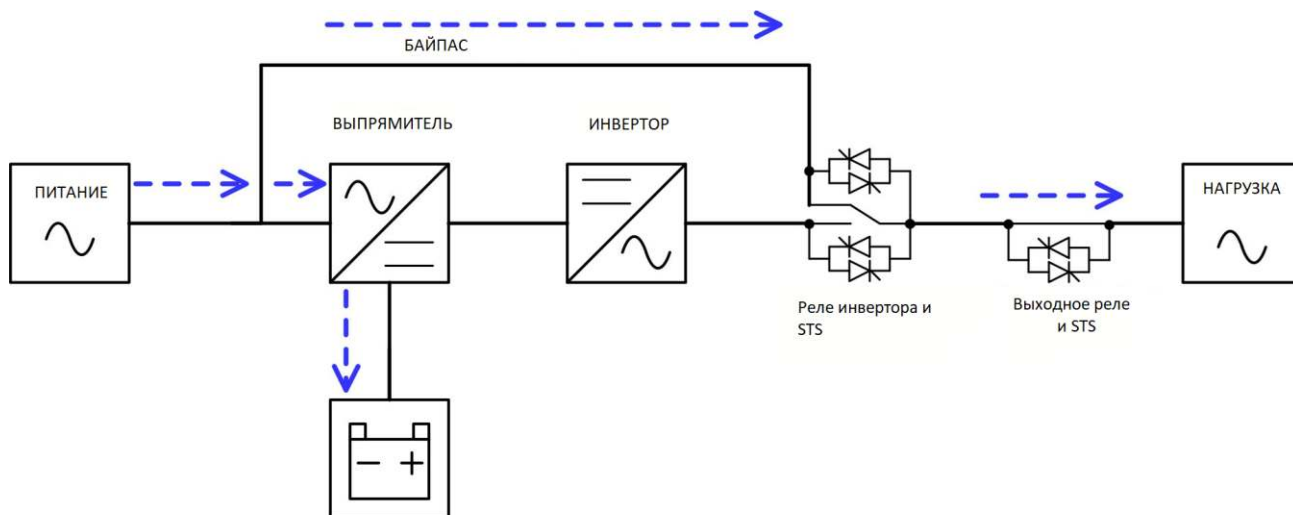 БАЙПАС
ВЫПРЯМИТЕЛЬ
ИНВЕРТОР
ПИТАНИЕ
НАГРУЗКА
Реле инвертора и
STS
Выходное реле
и STS